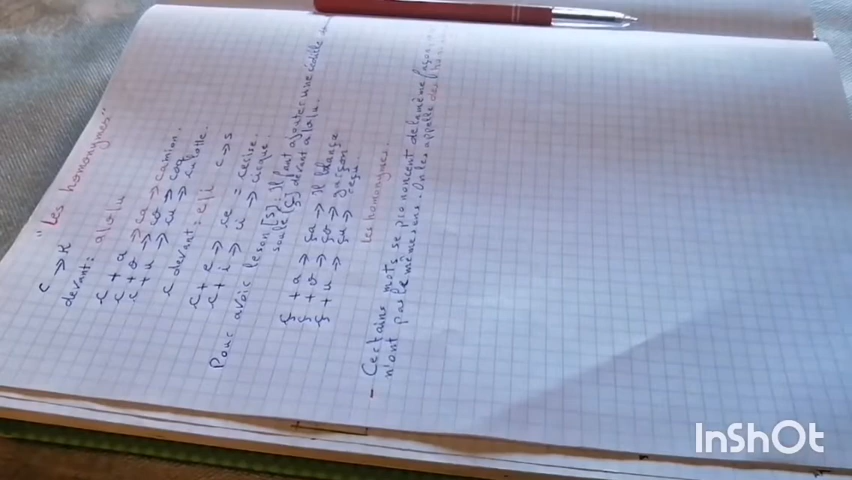 "Les homonymes"
c → k
devant: a/o/u
c + a → ca → camion.
c + o → co → coq
c + u → cu → culotte.
c devant: e/i c → s
c + e → ce = cerise.
c + i → ci → cirque.
Pour avoir le son [s]: Il faut ajouter une cédille
sous le (ç) devant a/o/u.
ç + a → ça → Il blança
ç + o → ço → garçon
ç + u → çu → reçu.
Les homonymes.
- Certains mots se prononcent de la même façon
n'ont pas le même sens. On les appelle des
InShOt